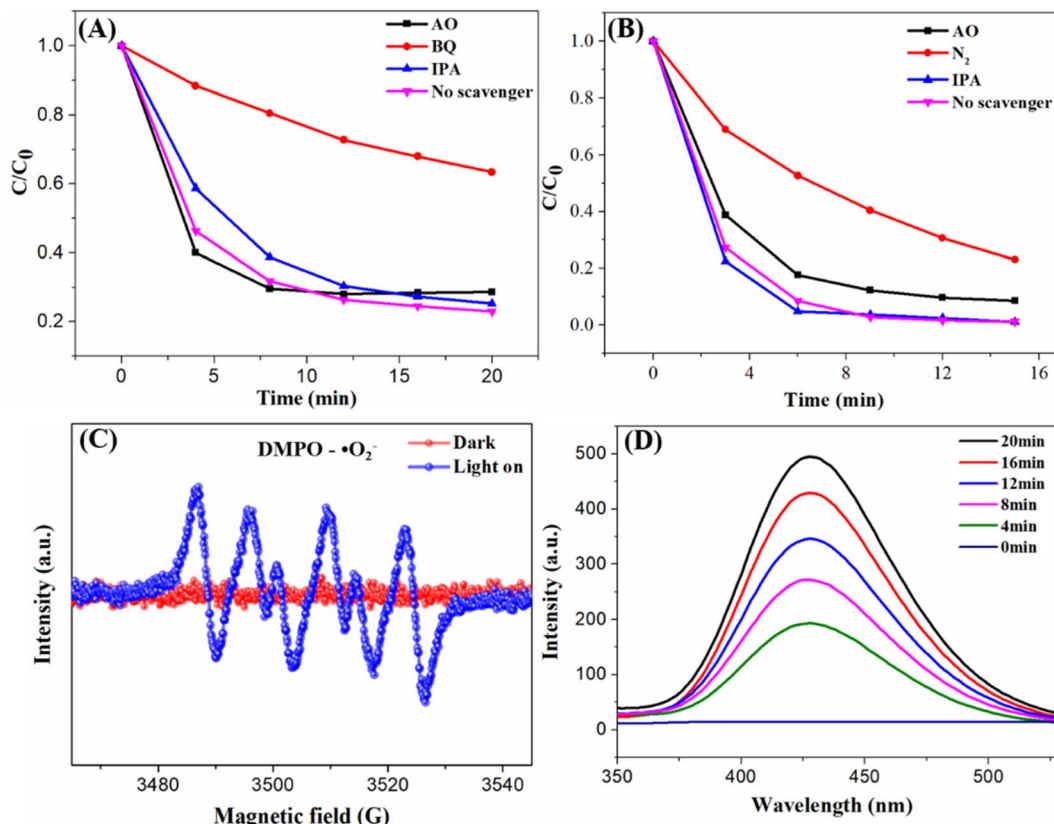 (A)
AO
BQ
IPA
No scavenger
C/C0
1.0
0.8
0.6
0.4
0.2
0
5
10
15
20
Time (min)
(B)
AO
N2
IPA
No scavenger
C/C0
1.0
0.8
0.6
0.4
0.2
0.0
0
4
8
12
16
Time (min)
(C)
DMPO - •O2⁻
Dark
Light on
Intensity (a.u.)
3480
3500
3520
3540
Magnetic field (G)
(D)
20min
16min
12min
8min
4min
0min
Intensity (a.u.)
500
400
300
200
100
0
350
400
450
500
Wavelength (nm)